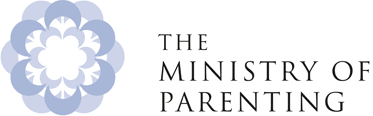 THE
MINISTRY OF
PARENTING